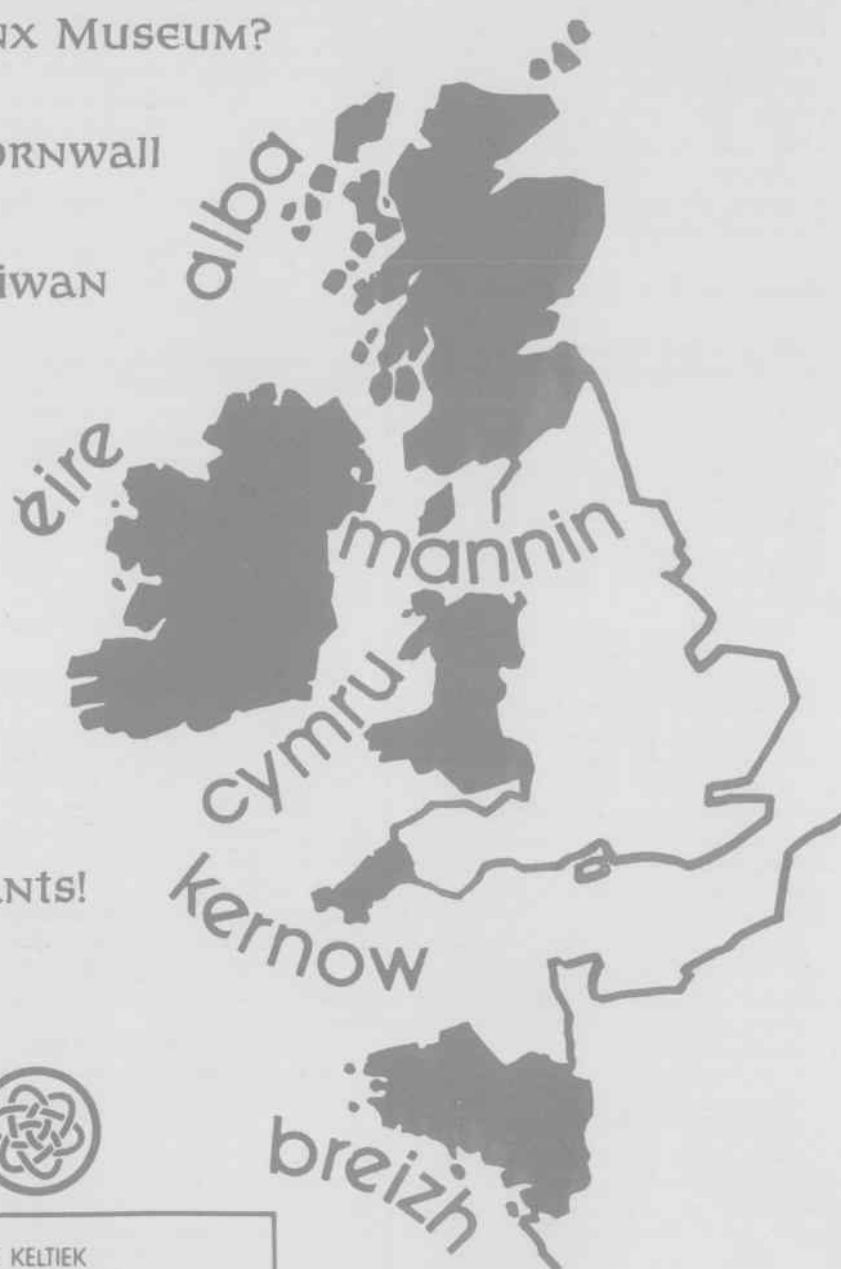 nx Museum?
ornwall
iwan
alba
éire
mannin
cymru
kernow
nts!
breizh
KELTIEK